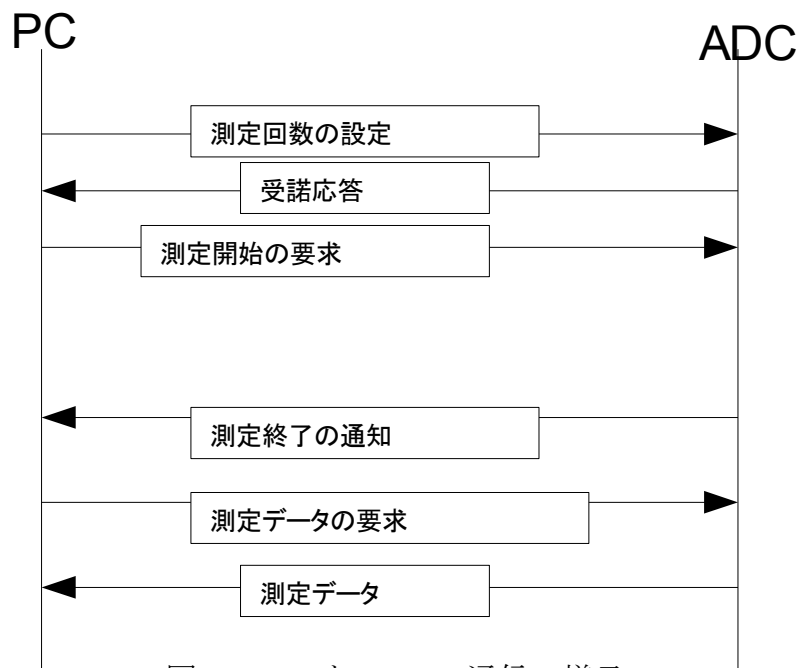 PC
ADC
測定回数の設定
受諾応答
測定開始の要求
測定終了の通知
測定データの要求
測定データ